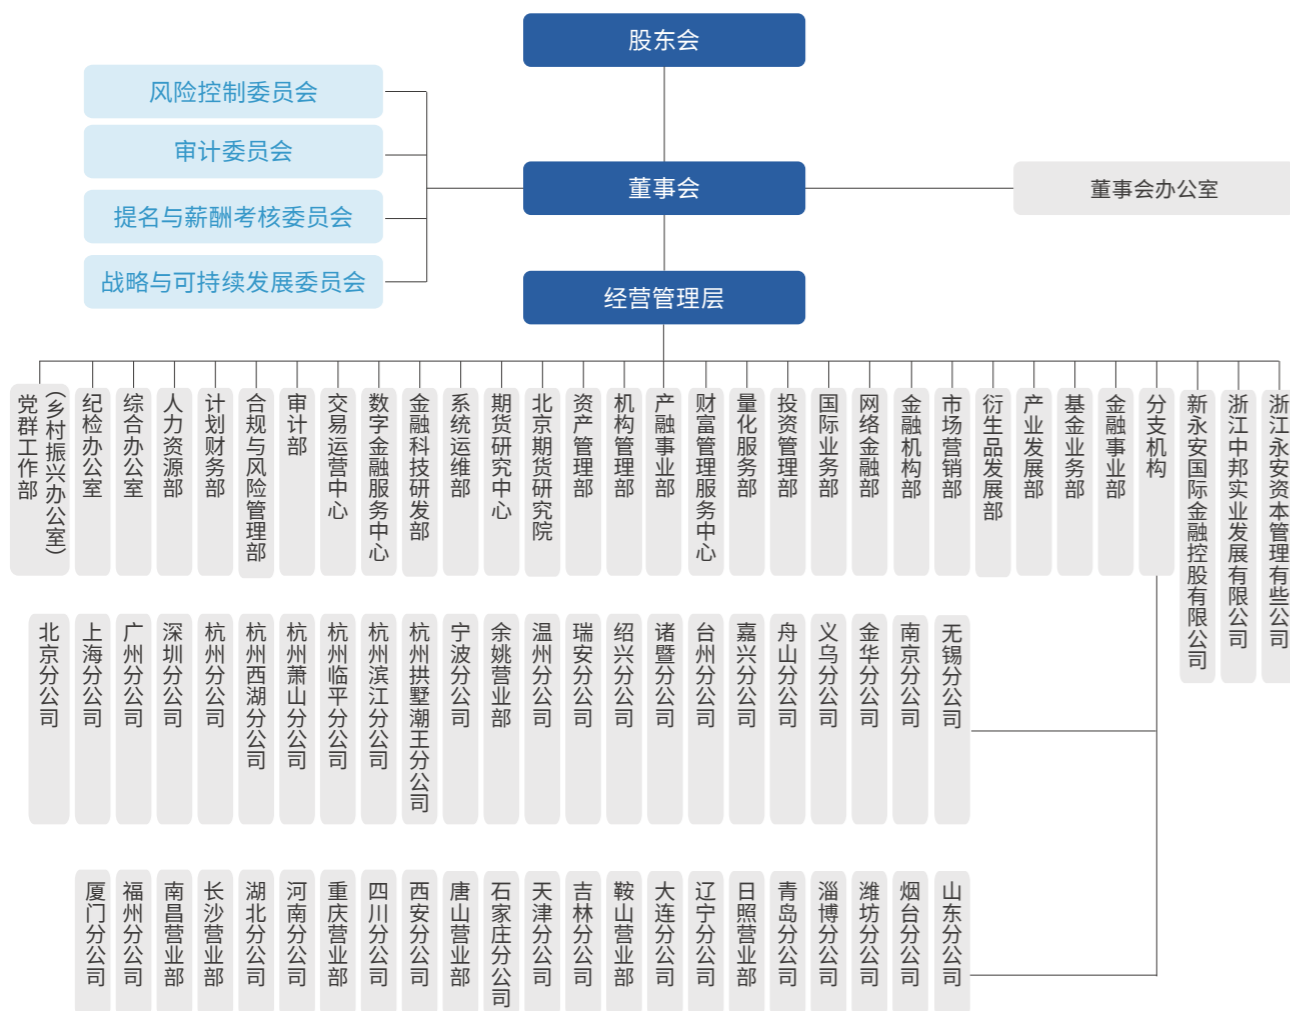 股东会
风险控制委员会
审计委员会
董事会
董事会办公室
提名与薪酬考核委员会
战略与可持续发展委员会
经营管理层
党群工作部
（乡村振兴办公室）
纪检办公室
综合办公室
人力资源部
计划财务部
合规与风险管理部
审计部
交易运营中心
数字金融服务中心
金融科技研发部
系统运维部
期货研究中心
北京期货研究院
资产管理部
机构管理部
产融事业部
财富管理服务中心
量化服务部
投资管理部
国际业务部
网络金融部
金融机构部
市场营销部
衍生品发展部
产业发展部
基金业务部
金融事业部
分支机构
新永安国际金融控股有限公司
浙江中邦实业发展有限公司
浙江永安资本管理有些公司
北京分公司
上海分公司
广州分公司
深圳分公司
杭州分公司
杭州西湖分公司
杭州萧山分公司
杭州临平分公司
杭州滨江分公司
杭州拱墅潮王分公司
宁波分公司
余姚营业部
温州分公司
瑞安分公司
绍兴分公司
诸暨分公司
台州分公司
嘉兴分公司
舟山分公司
义乌分公司
金华分公司
南京分公司
无锡分公司
厦门分公司
福州分公司
南昌营业部
长沙营业部
湖北分公司
河南分公司
重庆营业部
四川分公司
西安分公司
唐山营业部
石家庄分公司
天津分公司
吉林分公司
鞍山营业部
大连分公司
辽宁分公司
日照营业部
青岛分公司
淄博分公司
潍坊分公司
烟台分公司
山东分公司